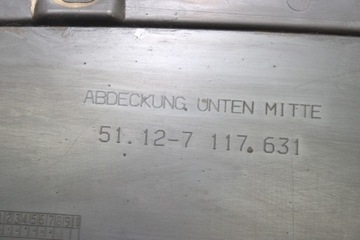 ABDECKUNG UNTEN MITTE
51.12-7 117.631